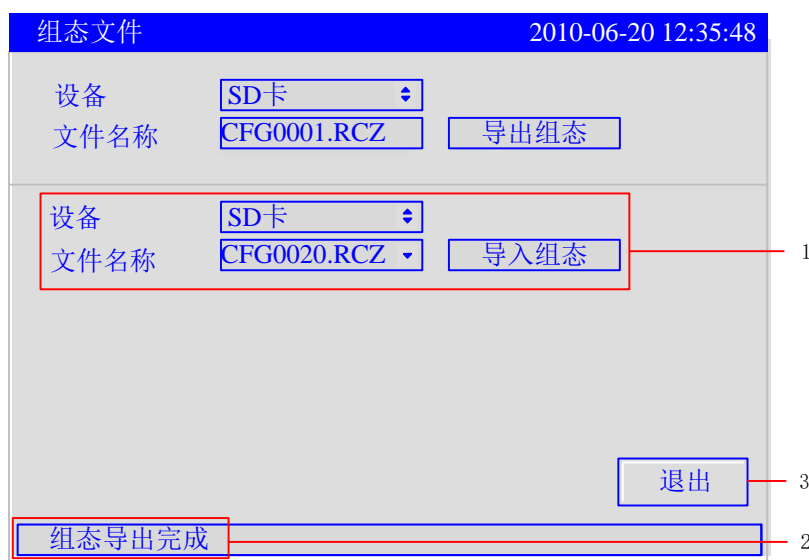 组态文件 2010-06-20 12:35:48
设备 SD卡
文件名称 CFG0001.RCZ 导出组态
设备 SD卡
文件名称 CFG0020.RCZ 导入组态
1
退出 3
组态导出完成 2